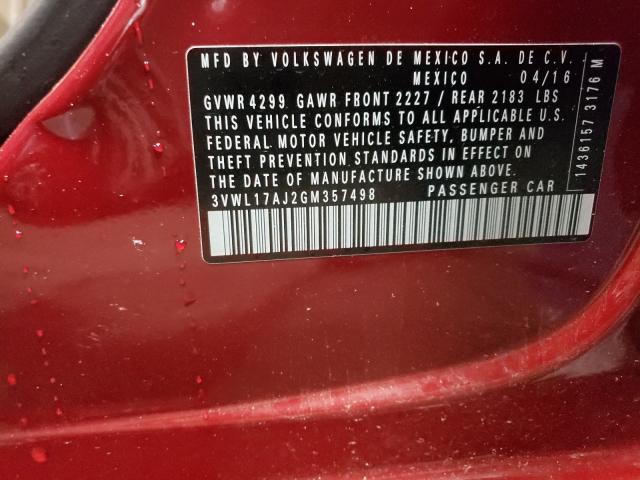 MFD BY VOLKSWAGEN DE MEXICO S.A. DE C.V.
MEXICO 04/16
GVWR 4299 GAWR FRONT 2227 / REAR 2183 LBS
THIS VEHICLE CONFORMS TO ALL APPLICABLE U.S.
FEDERAL MOTOR VEHICLE SAFETY, BUMPER AND
THEFT PREVENTION STANDARDS IN EFFECT ON
THE DATE OF MANUFACTURE SHOWN ABOVE.
3VWL17AJ2GM357498 PASSENGER CAR
1436157 3176 M